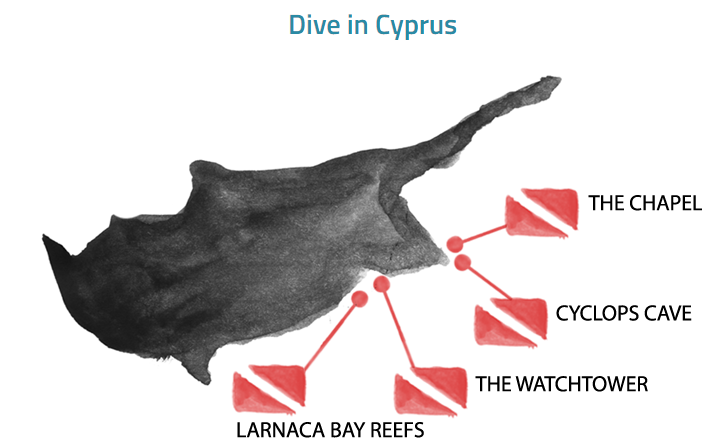 Dive in Cyprus
THE CHAPEL
CYCLOPS CAVE
THE WATCHTOWER
LARNACA BAY REEFS